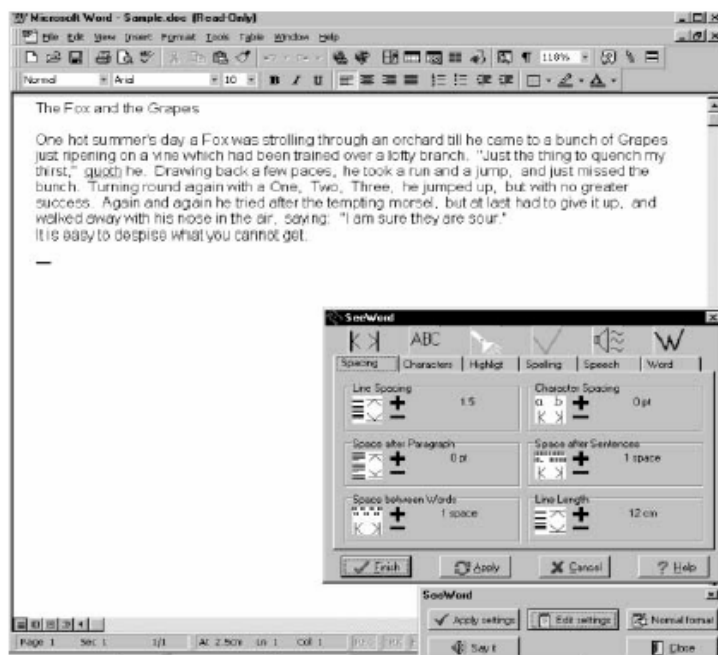 Microsoft Word - Sample.doc (Read-Only)
File Edit View Insert Format Tools Table Window Help
118%
Normal Arial 10 B I U
The Fox and the Grapes
One hot summer's day a Fox was strolling through an orchard till he came to a bunch of Grapes
just ripening on a vine which had been trained over a lofty branch. "Just the thing to quench my
thirst," quoth he. Drawing back a few paces, he took a run and a jump, and just missed the
bunch. Turning round again with a One, Two, Three, he jumped up, but with no greater
success. Again and again he tried after the tempting morsel, but at last had to give it up, and
walked away with his nose in the air, saying: "I am sure they are sour."
It is easy to despise what you cannot get.
SeeWord
ABC
Spacing Characters Highligt Spelling Speech Word
Line Spacing Character Spacing
1.5 a b 0 pt
Space after Paragraph Space after Sentences
0 pt 1 space
Space between Words Line Length
1 space 12 cm
Finish Apply Cancel ? Help
SeeWord
Apply settings Edit settings Normal format
Say it Close
Page 1 Sec 1 1/1 At 2.5cm Ln 1 Col 1